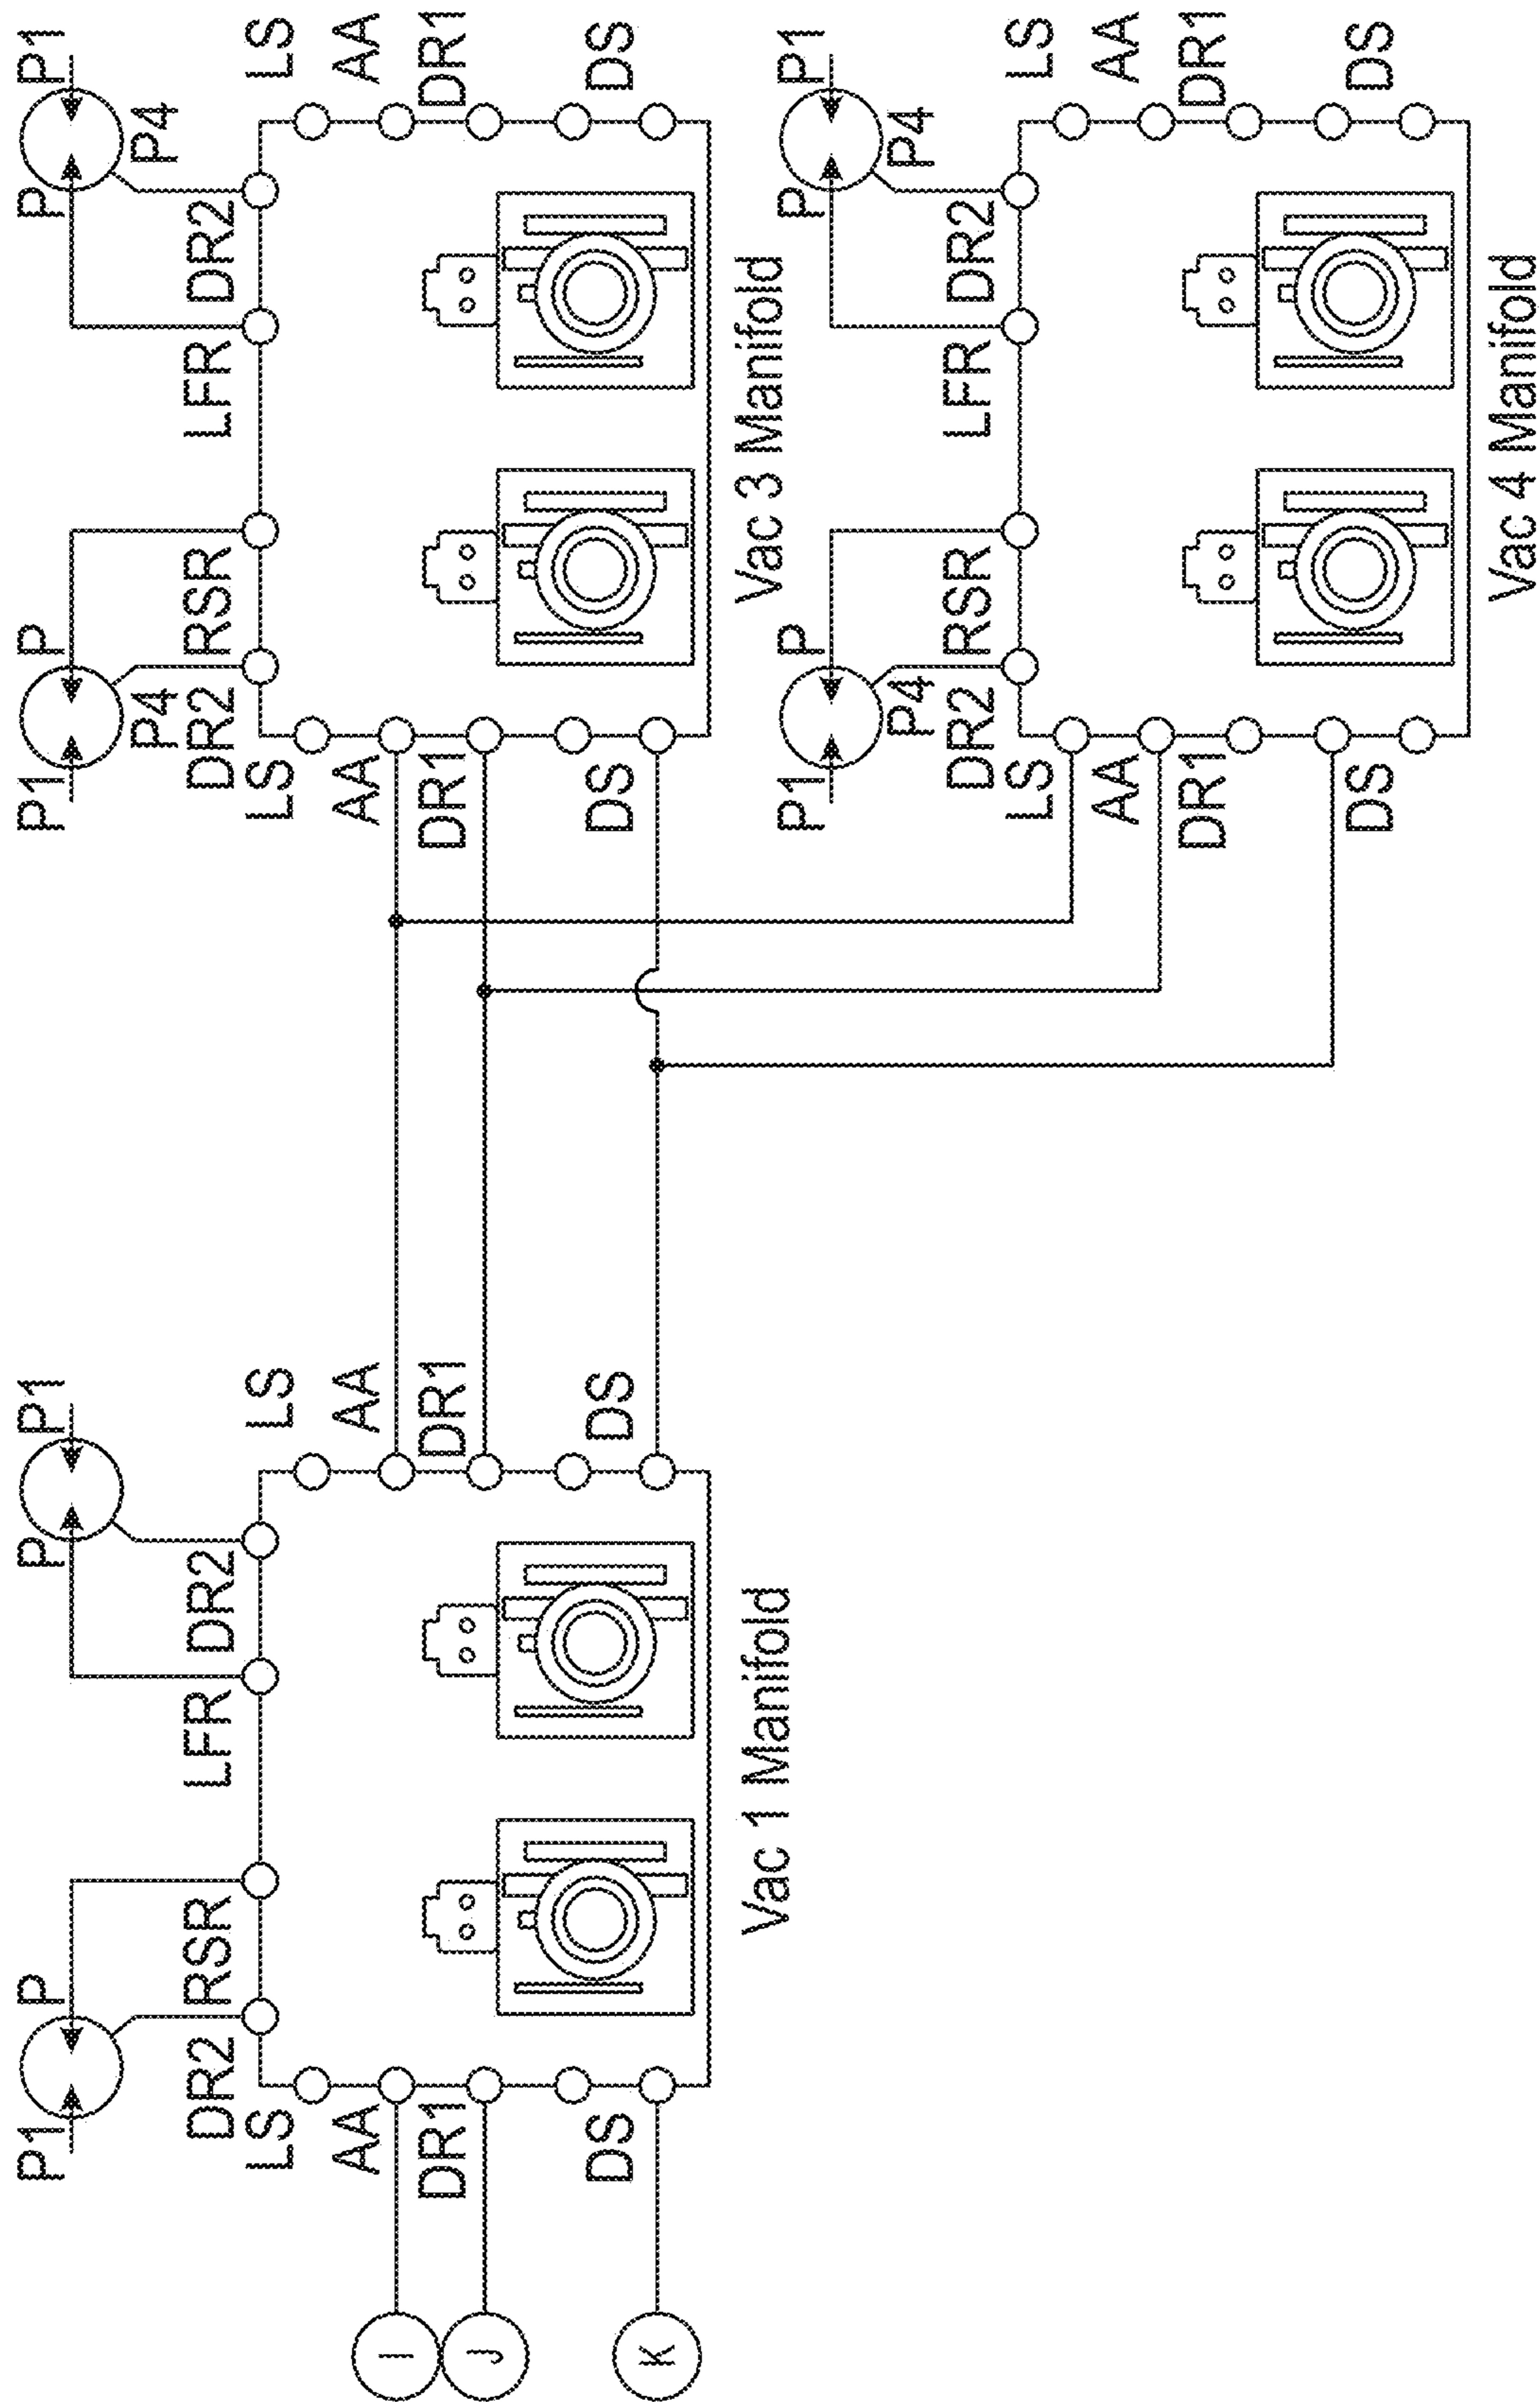 P1
P
P
P1
DR2
RSR
LFR
DR2
LS
LS
AA
AA
DR1
DR1
DS
DS
I
J
K
Vac 1 Manifold
P1
P
P
P1
P4
P4
DR2
RSR
LFR
DR2
LS
LS
AA
AA
DR1
DR1
DS
DS
Vac 3 Manifold
P1
P
P
P1
P4
P4
DR2
RSR
LFR
DR2
LS
LS
AA
AA
DR1
DR1
DS
DS
Vac 4 Manifold